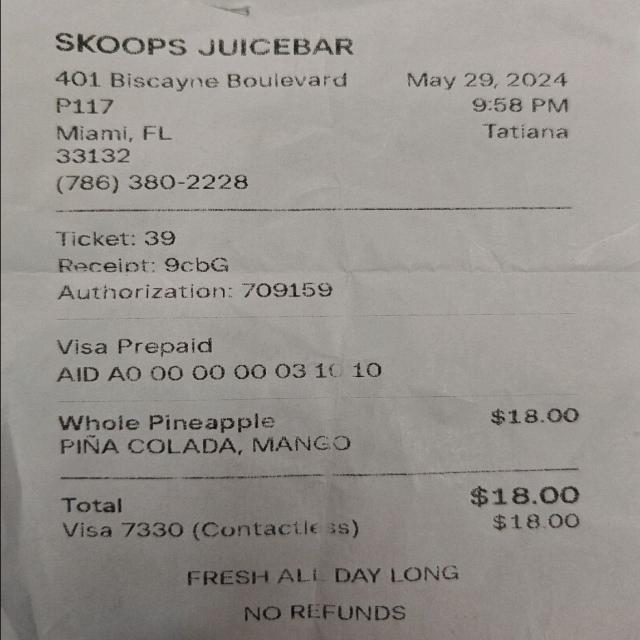 SKOOPS JUICEBAR
401 Biscayne Boulevard May 29, 2024
P117 9:58 PM
Miami, FL Tatiana
33132
(786) 380-2228
Ticket: 39
Receipt: 9cbG
Authorization: 709159
Visa Prepaid
AID A0 00 00 00 03 10 10
Whole Pineapple $18.00
PIÑA COLADA, MANGO
Total $18.00
Visa 7330 (Contactless) $18.00
FRESH ALL DAY LONG
NO REFUNDS